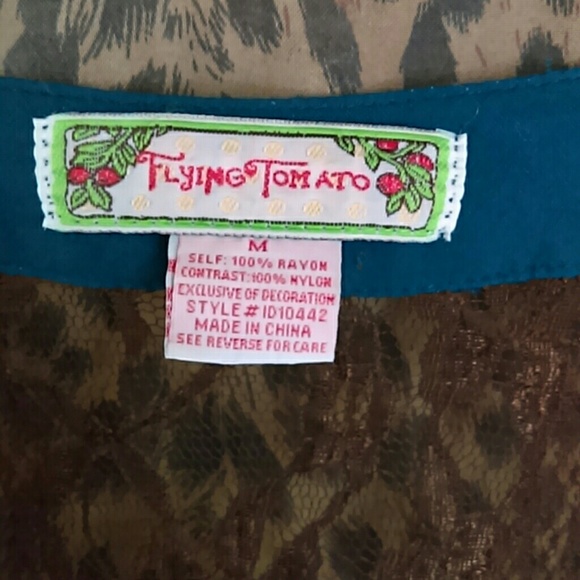 FLYING TOMATO
M
SELF: 100% RAYON
CONTRAST:100% NYLON
EXCLUSIVE OF DECORATION
STYLE# ID10442
MADE IN CHINA
SEE REVERSE FOR CARE